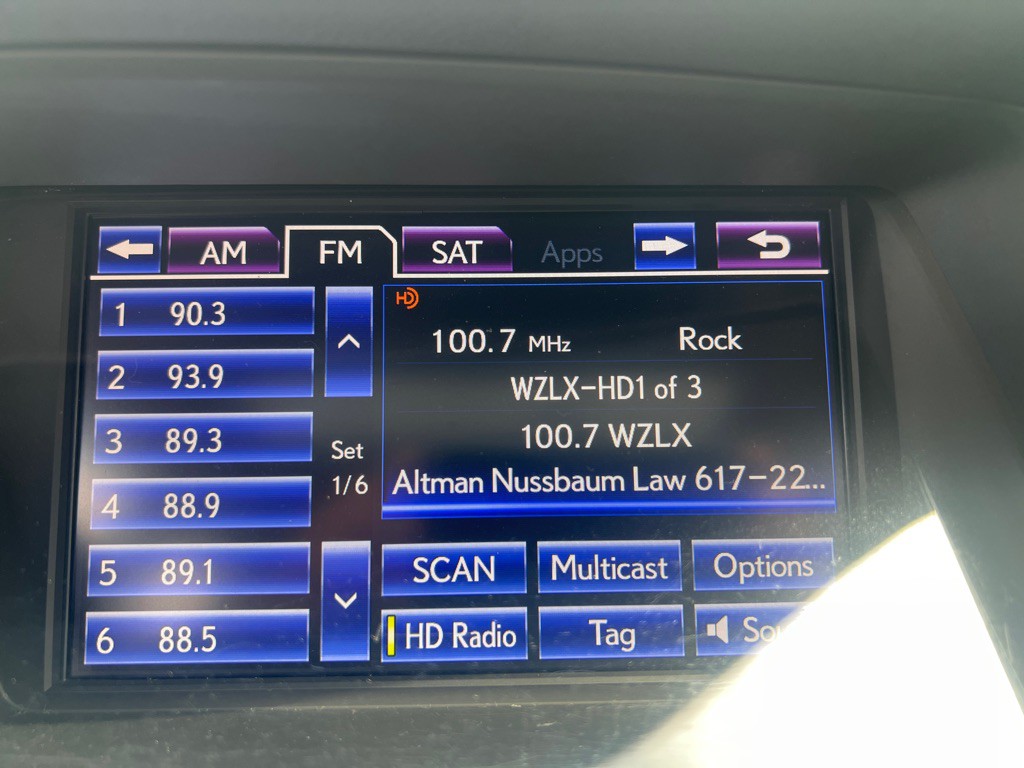 AM FM SAT Apps
1 90.3
2 93.9
3 89.3
4 88.9
5 89.1
6 88.5
Set
1/6
HD
100.7 MHz Rock
WZLX-HD1 of 3
100.7 WZLX
Altman Nussbaum Law 617-22...
SCAN Multicast Options
HD Radio Tag